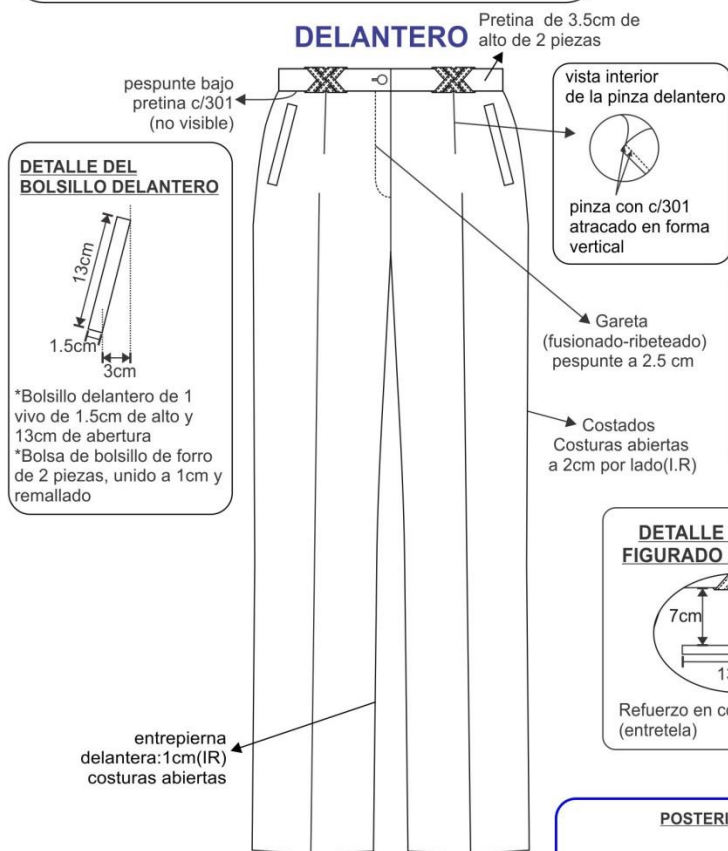 DELANTERO
Pretina de 3.5cm de
alto de 2 piezas
pespunte bajo
pretina c/301
(no visible)
vista interior
de la pinza delantero
pinza con c/301
atracado en forma
vertical
DETALLE DEL
BOLSILLO DELANTERO
13cm
1.5cm
3cm
*Bolsillo delantero de 1
vivo de 1.5cm de alto y
13cm de abertura
*Bolsa de bolsillo de forro
de 2 piezas, unido a 1cm y
remallado
Gareta
(fusionado-ribeteado)
pespunte a 2.5 cm
Costados
Costuras abiertas
a 2cm por lado(I.R)
DETALLE
FIGURADO
7cm
Refuerzo en
(entretela)
entrepierna
delantera:1cm(IR)
costuras abiertas